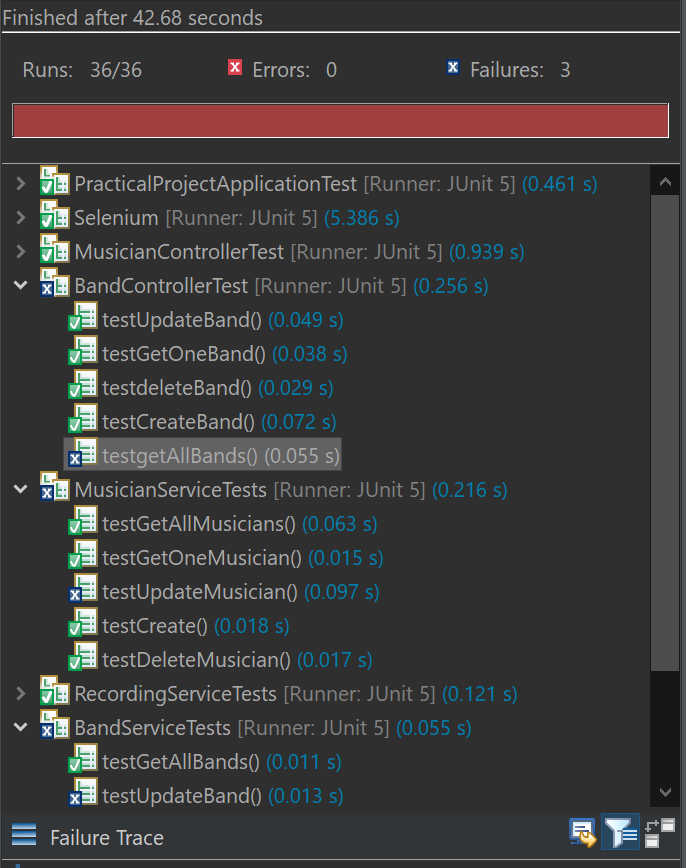 Finished after 42.68 seconds
Runs: 36/36 Errors: 0 Failures: 3
PracticalProjectApplicationTest [Runner: JUnit 5] (0.461 s)
Selenium [Runner: JUnit 5] (5.386 s)
MusicianControllerTest [Runner: JUnit 5] (0.939 s)
BandControllerTest [Runner: JUnit 5] (0.256 s)
testUpdateBand() (0.049 s)
testGetOneBand() (0.038 s)
testdeleteBand() (0.029 s)
testCreateBand() (0.072 s)
testgetAllBands() (0.055 s)
MusicianServiceTests [Runner: JUnit 5] (0.216 s)
testGetAllMusicians() (0.063 s)
testGetOneMusician() (0.015 s)
testUpdateMusician() (0.097 s)
testCreate() (0.018 s)
testDeleteMusician() (0.017 s)
RecordingServiceTests [Runner: JUnit 5] (0.121 s)
BandServiceTests [Runner: JUnit 5] (0.055 s)
testGetAllBands() (0.011 s)
testUpdateBand() (0.013 s)
Failure Trace